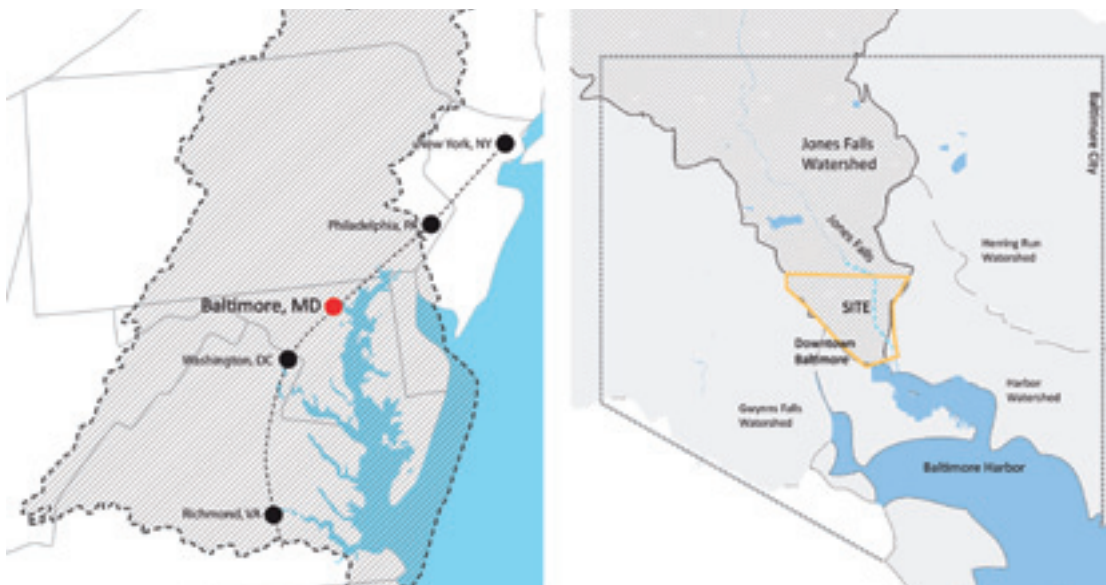 New York, NY
Philadelphia, PA
Baltimore, MD
Washington, DC
Richmond, VA
Baltimore City
Jones Falls
Watershed
Jones Falls
Herring Run
Watershed
SITE
Downtown
Baltimore
Harbor
Watershed
Gwynns Falls
Watershed
Baltimore Harbor